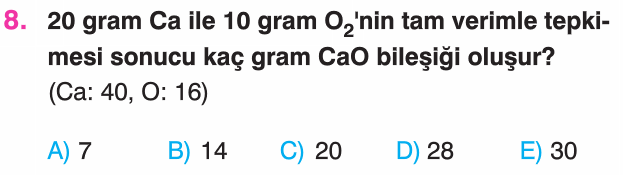 8. 20 gram Ca ile 10 gram O₂'nin tam verimle tepki-
mesi sonucu kaç gram CaO bileşiği oluşur?
(Ca: 40, O: 16)
A) 7 B) 14 C) 20 D) 28 E) 30